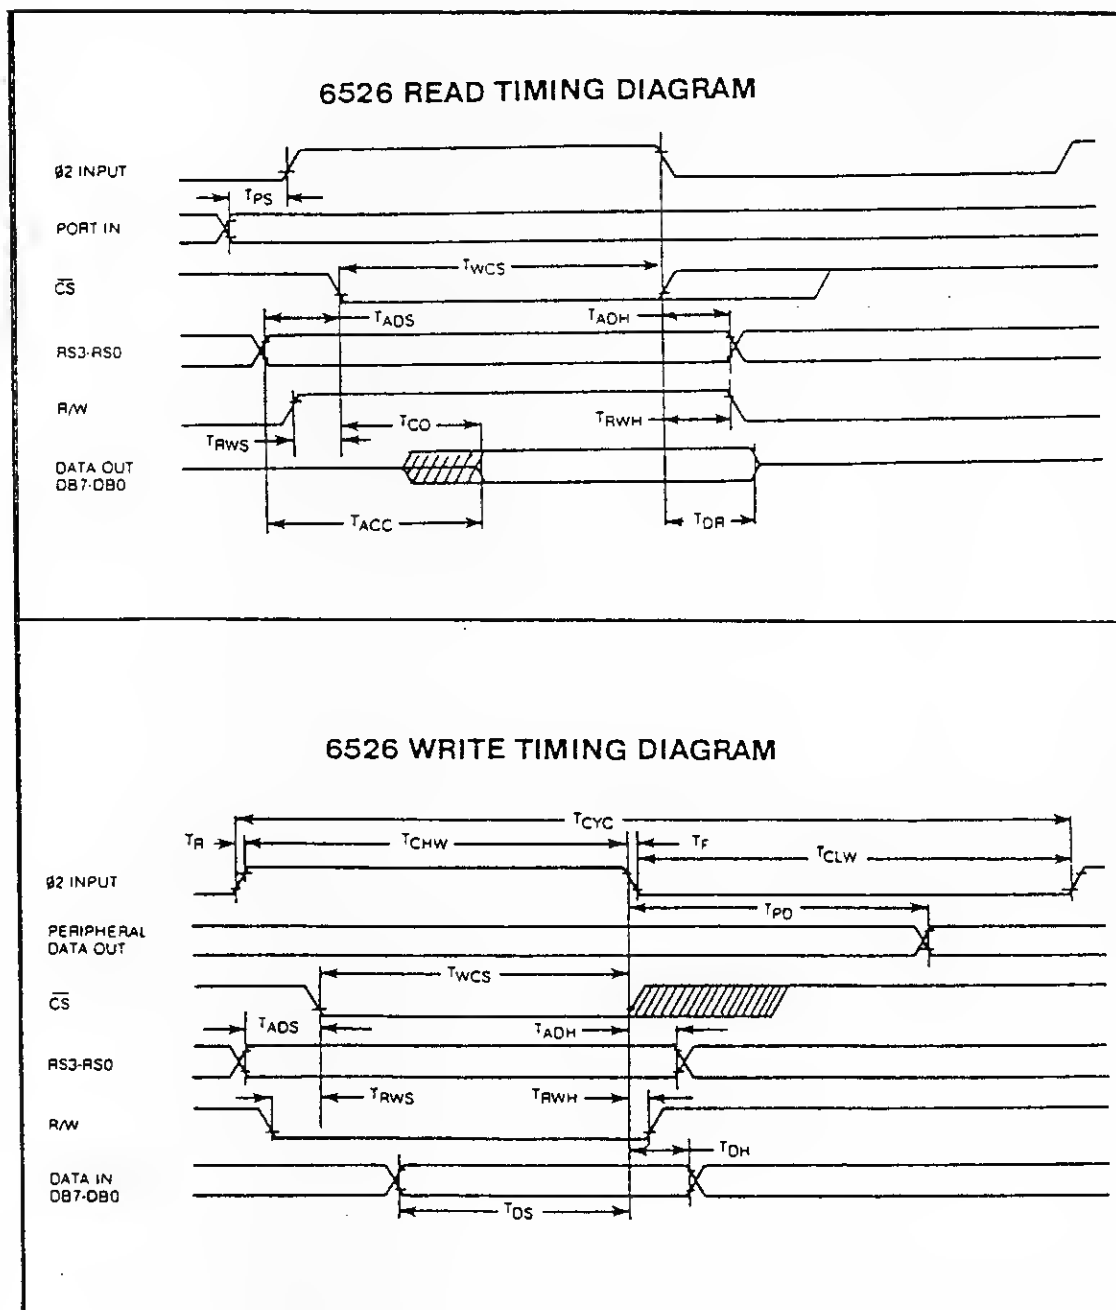 6526 READ TIMING DIAGRAM
Ø2 INPUT
TPS
PORT IN
TWCS
CS
TADS
TADH
RS3-RS0
R/W
TCO
TRWH
TRWS
DATA OUT
DB7-DB0
TACC
TDR
6526 WRITE TIMING DIAGRAM
TCYC
TR
TCHW
TF
TCLW
Ø2 INPUT
TPD
PERIPHERAL
DATA OUT
TWCS
CS
TADS
TADH
RS3-RS0
TRWS
TRWH
R/W
TDH
DATA IN
DB7-DB0
TDS